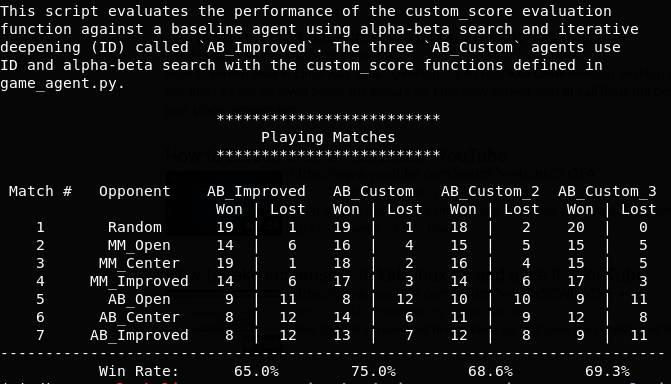 This script evaluates the performance of the custom_score evaluation
function against a baseline agent using alpha-beta search and iterative
deepening (ID) called `AB_Improved`. The three `AB_Custom` agents use
ID and alpha-beta search with the custom_score functions defined in
game_agent.py.
*************************
Playing Matches
*************************
Match # Opponent AB_Improved AB_Custom AB_Custom_2 AB_Custom_3
Won | Lost Won | Lost Won | Lost Won | Lost
1 Random 19 | 1 19 | 1 18 | 2 20 | 0
2 MM_Open 14 | 6 16 | 4 15 | 5 15 | 5
3 MM_Center 19 | 1 18 | 2 16 | 4 15 | 5
4 MM_Improved 14 | 6 17 | 3 14 | 6 17 | 3
5 AB_Open 9 | 11 8 | 12 10 | 10 9 | 11
6 AB_Center 8 | 12 14 | 6 11 | 9 12 | 8
7 AB_Improved 8 | 12 13 | 7 12 | 8 9 | 11
--------------------------------------------------------------------------
Win Rate: 65.0% 75.0% 68.6% 69.3%